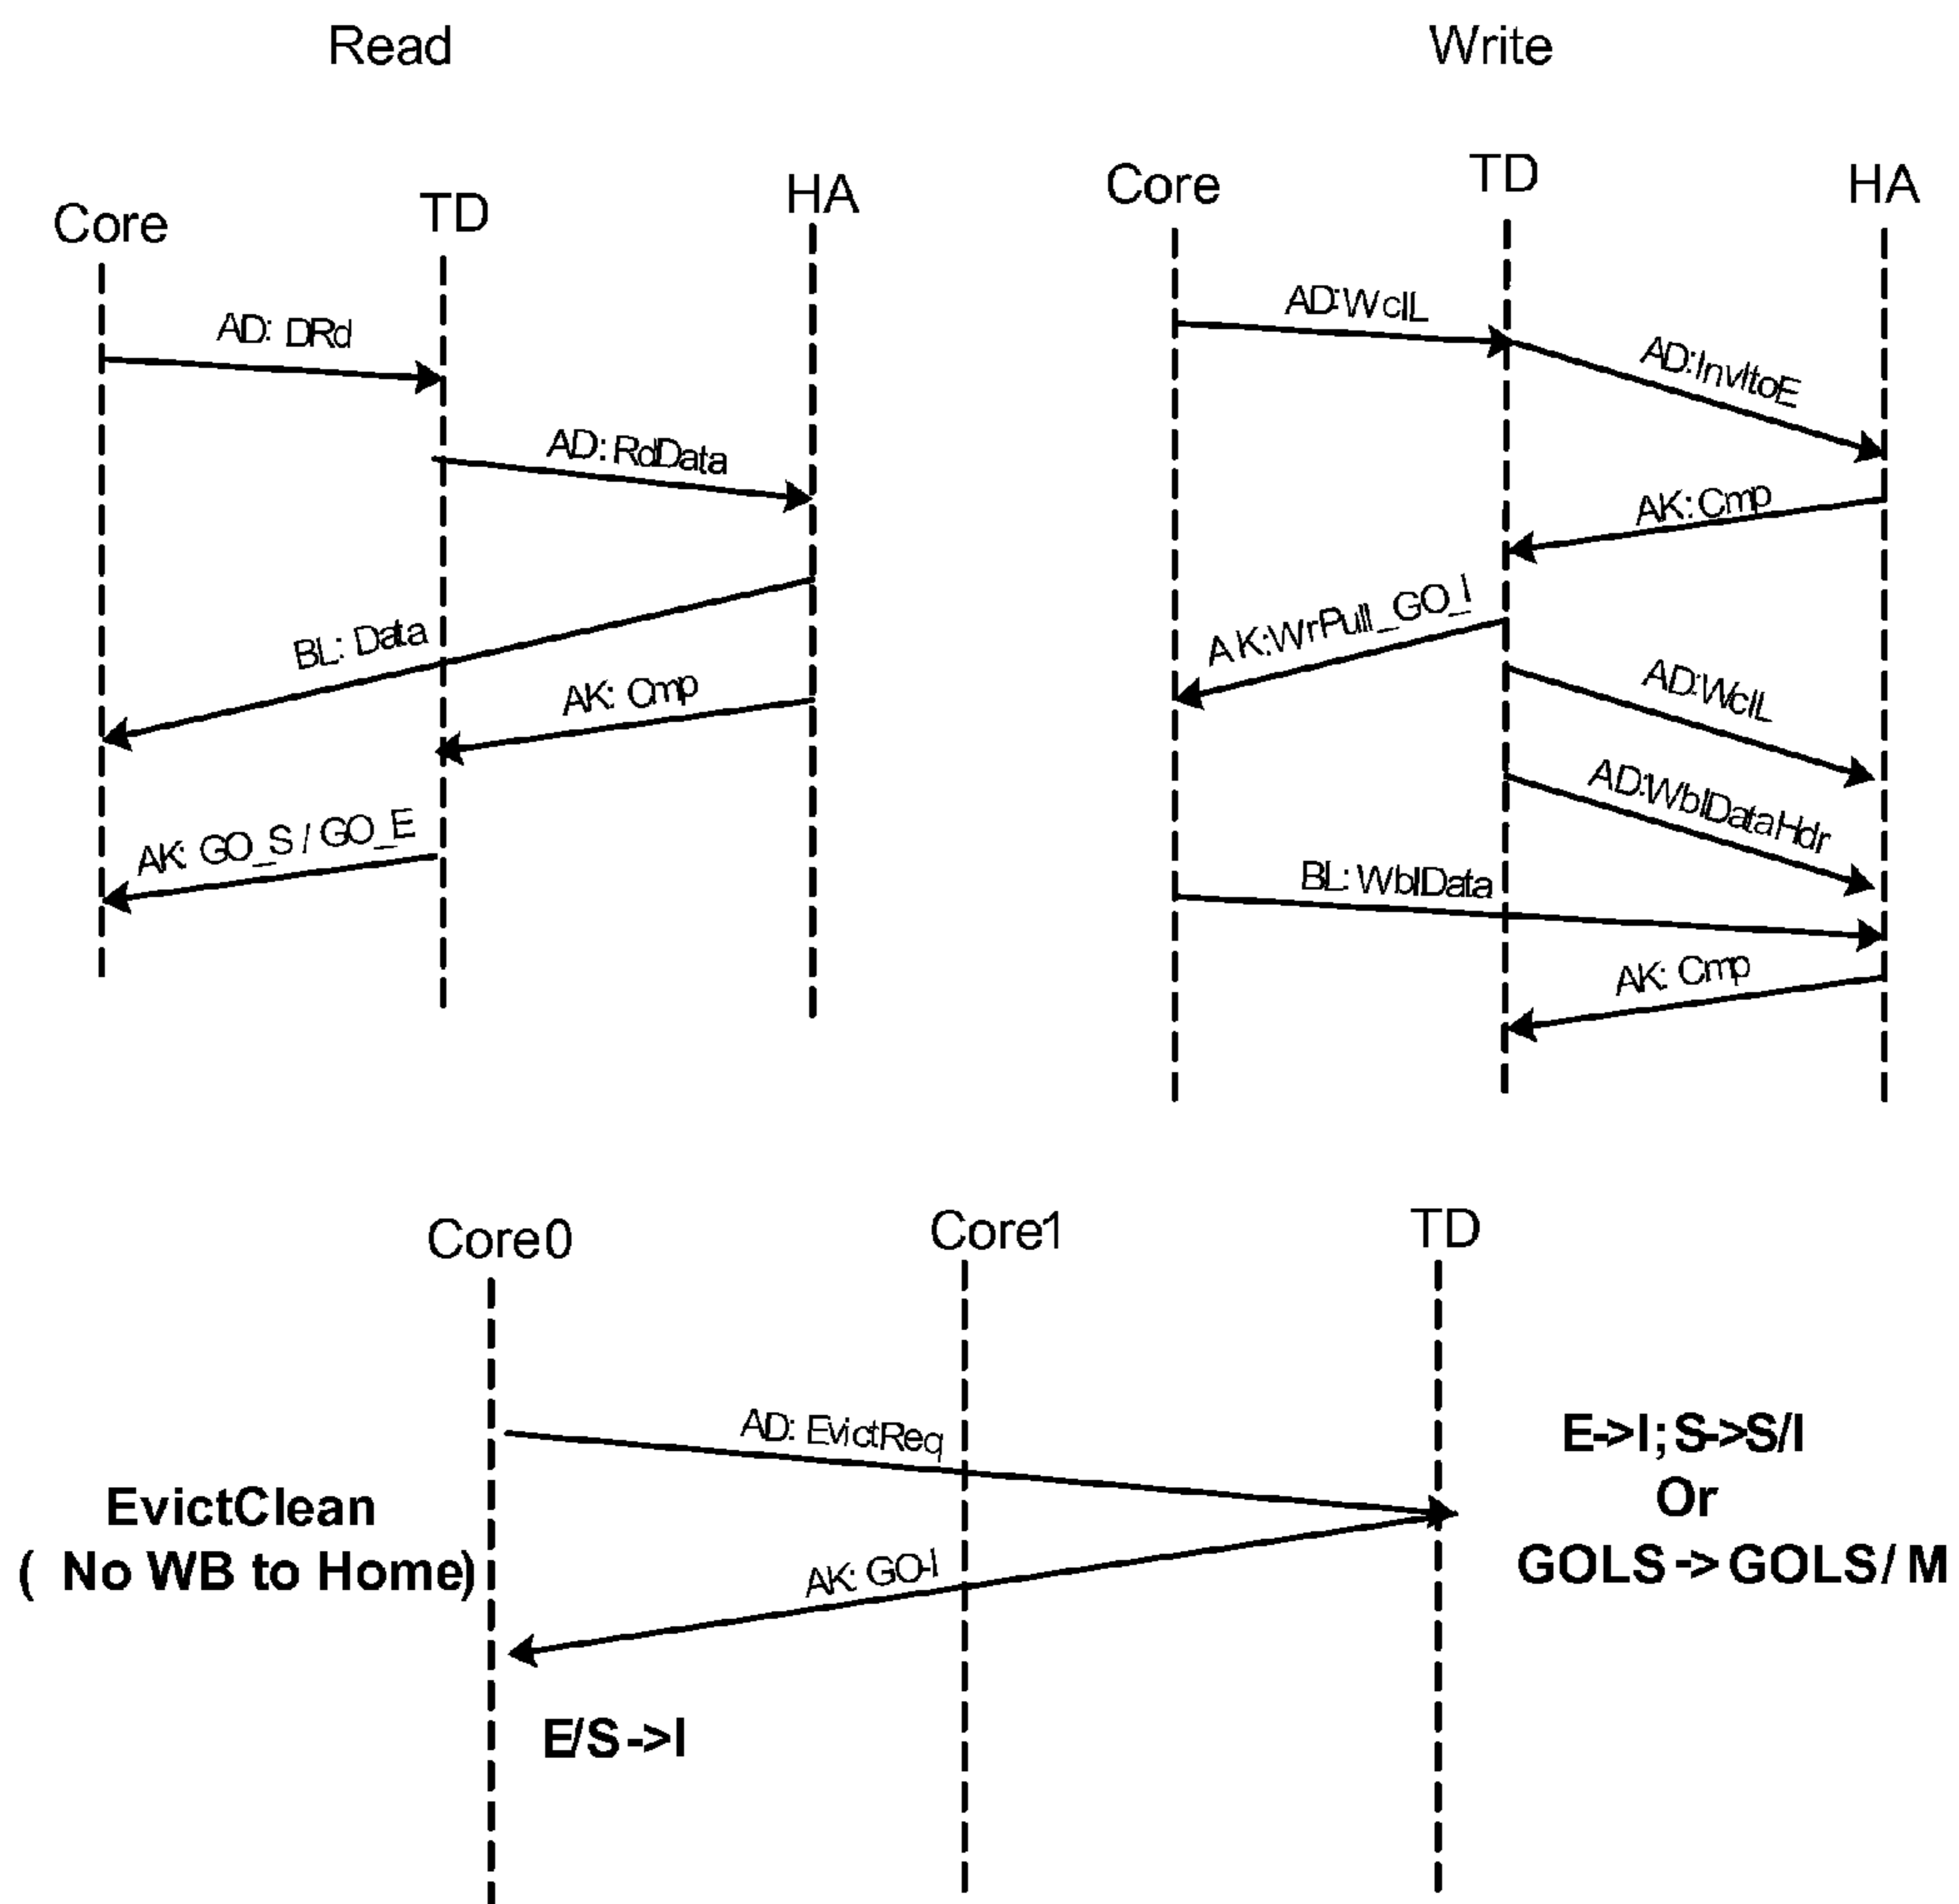 Read
Write
Core
TD
HA
AD: DRd
AD: RdData
BL: Data
AK: Cmp
AK: GO_S / GO_E
Core
TD
HA
AD:WcilL
AD:InvItoE
AK:Cmp
AK:WrPull_GO_I
AD:WcilL
AD:WbIDataHdr
BL: WbIData
AK: Cmp
Core0
Core1
TD
AD: EvictReq
AK: GO-I
EvictClean
( No WB to Home)
E->I; S->S/I
Or
GOLS -> GOLS/ M
E/S ->I